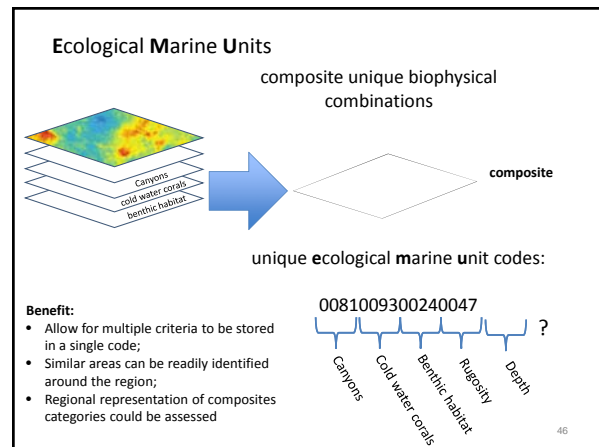 Ecological Marine Units
composite unique biophysical
combinations
Canyons
cold water corals
benthic habitat
composite
unique ecological marine unit codes:
Benefit:
• Allow for multiple criteria to be stored
in a single code;
• Similar areas can be readily identified
around the region;
• Regional representation of composites
categories could be assessed
0081009300240047
?
Canyons
Cold water corals
Benthic habitat
Rugosity
Depth
46